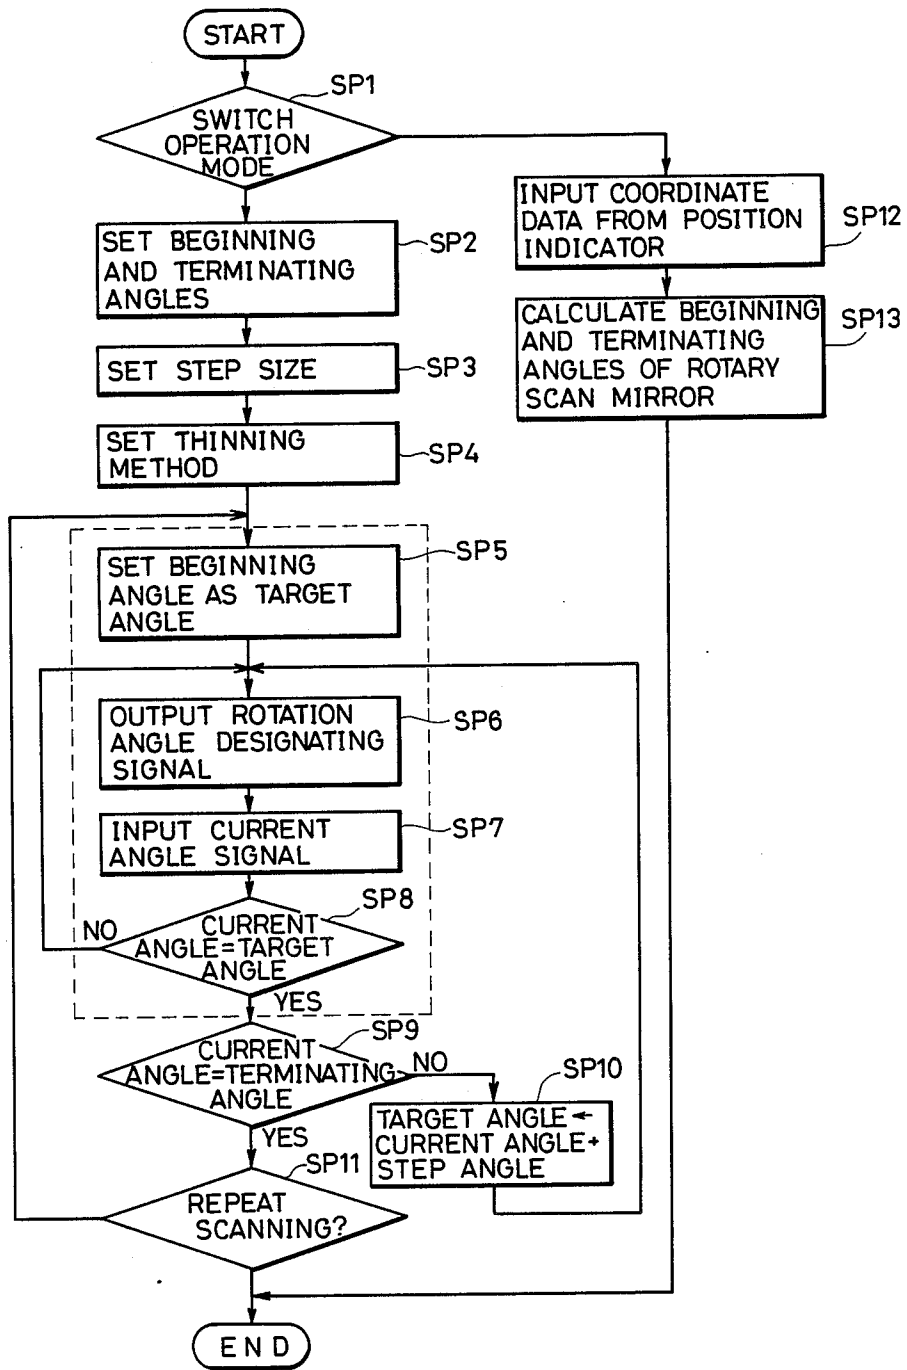 START
SP1
SWITCH
OPERATION
MODE
SET BEGINNING
AND TERMINATING
ANGLES
SP2
SET STEP SIZE
SP3
SET THINNING
METHOD
SP4
SET BEGINNING
ANGLE AS TARGET
ANGLE
SP5
OUTPUT ROTATION
ANGLE DESIGNATING
SIGNAL
SP6
INPUT CURRENT
ANGLE SIGNAL
SP7
SP8
NO
CURRENT
ANGLE=TARGET
ANGLE
YES
SP9
CURRENT
ANGLE=TERMINATING
ANGLE
NO
YES
SP10
TARGET ANGLE←
CURRENT ANGLE+
STEP ANGLE
SP11
REPEAT
SCANNING?
END
INPUT COORDINATE
DATA FROM POSITION
INDICATOR
SP12
CALCULATE BEGINNING
AND TERMINATING
ANGLES OF ROTARY
SCAN MIRROR
SP13